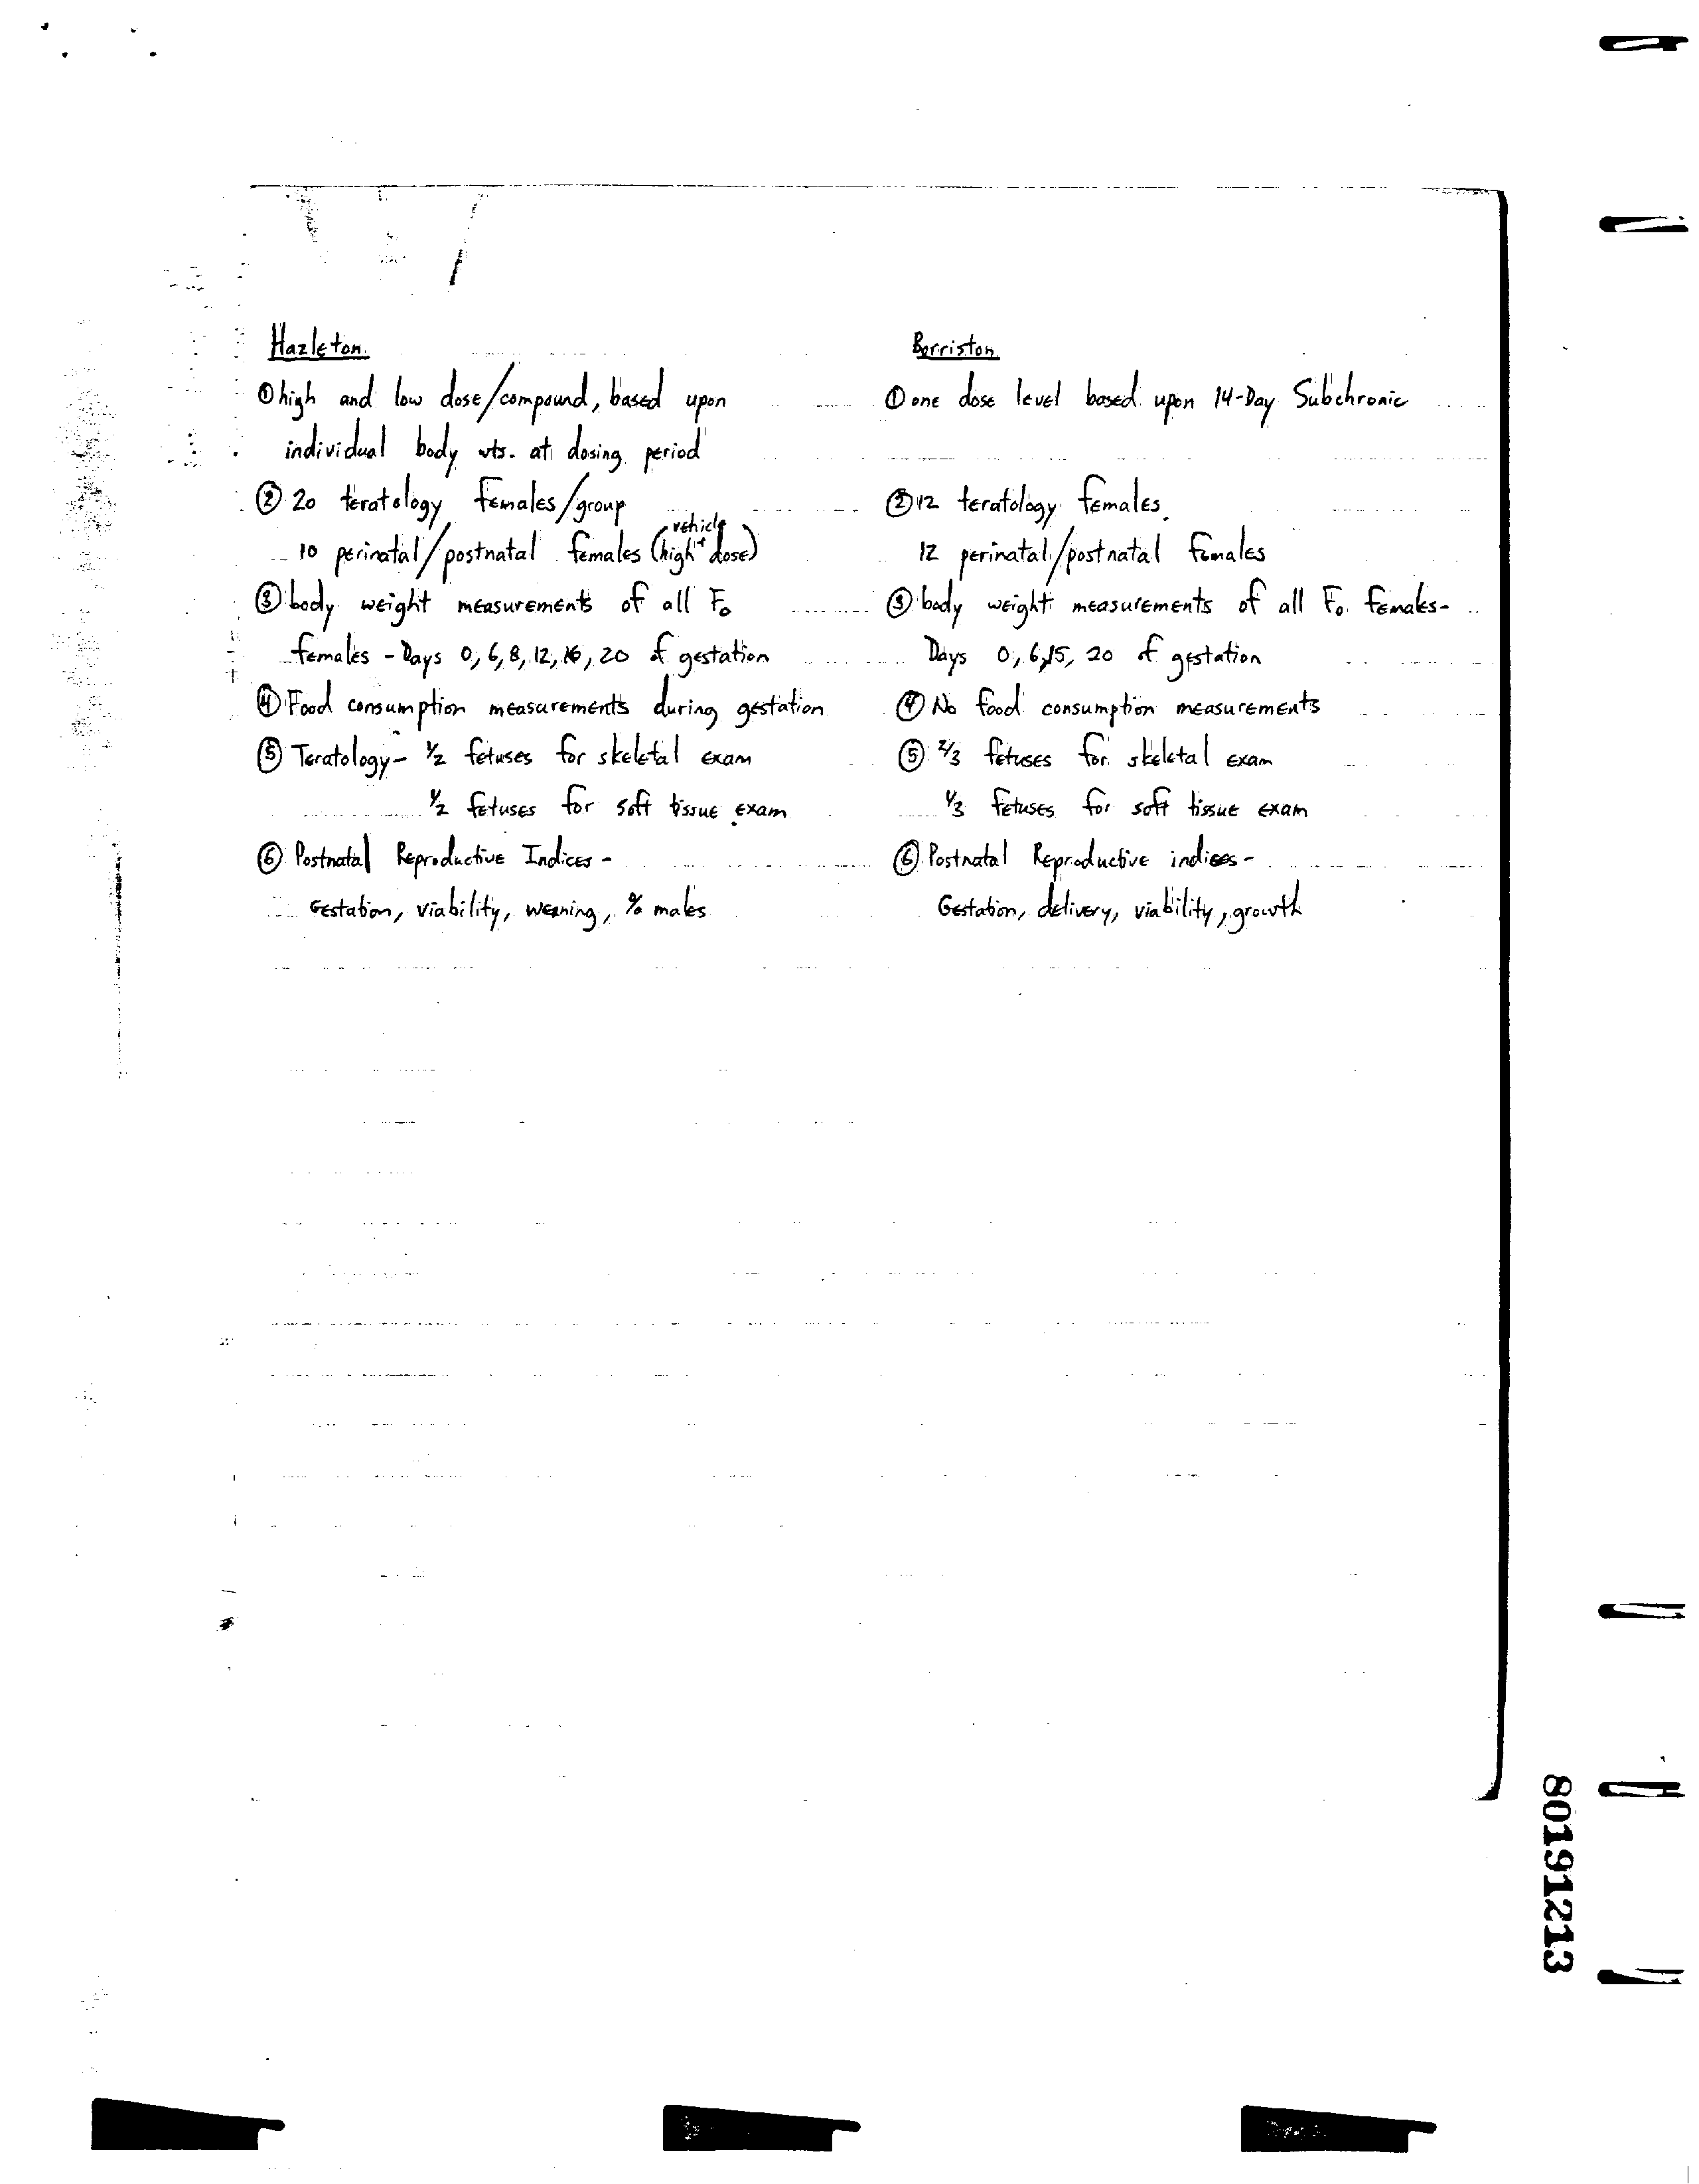 Hazleton
① high and low dose/compound, based upon
individual body wts. at dosing period
② 20 teratology females/group
vehicle
10 perinatal/postnatal females (high + dose)
③ body weight measurements of all F₀
females - Days 0, 6, 8, 12, 16, 20 of gestation
④ Food consumption measurements during gestation
⑤ Teratology - ½ fetuses for skeletal exam
½ fetuses for soft tissue exam
⑥ Postnatal Reproductive Indices -
Gestation, viability, weaning, % males
Borriston
① one dose level based upon 14-Day Subchronic
② 12 teratology females
12 perinatal/postnatal females
③ body weight measurements of all F₀ females -
Days 0, 6, 15, 20 of gestation
④ No food consumption measurements
⑤ ⅔ fetuses for skeletal exam
⅓ fetuses for soft tissue exam
⑥ Postnatal Reproductive indices -
Gestation, delivery, viability, growth
80191213